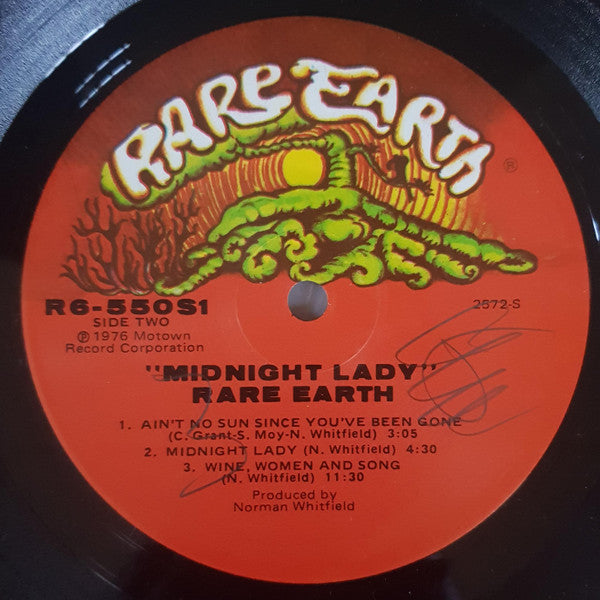 RARE EARTH
®
R6-550S1
SIDE TWO
℗ 1976 Motown
Record Corporation
2572-S
"MIDNIGHT LADY"
RARE EARTH
1. AIN'T NO SUN SINCE YOU'VE BEEN GONE
(C. Grant-S. Moy-N. Whitfield) 3:05
2. MIDNIGHT LADY (N. Whitfield) 4:30
3. WINE, WOMEN AND SONG
(N. Whitfield) 11:30
Produced by
Norman Whitfield